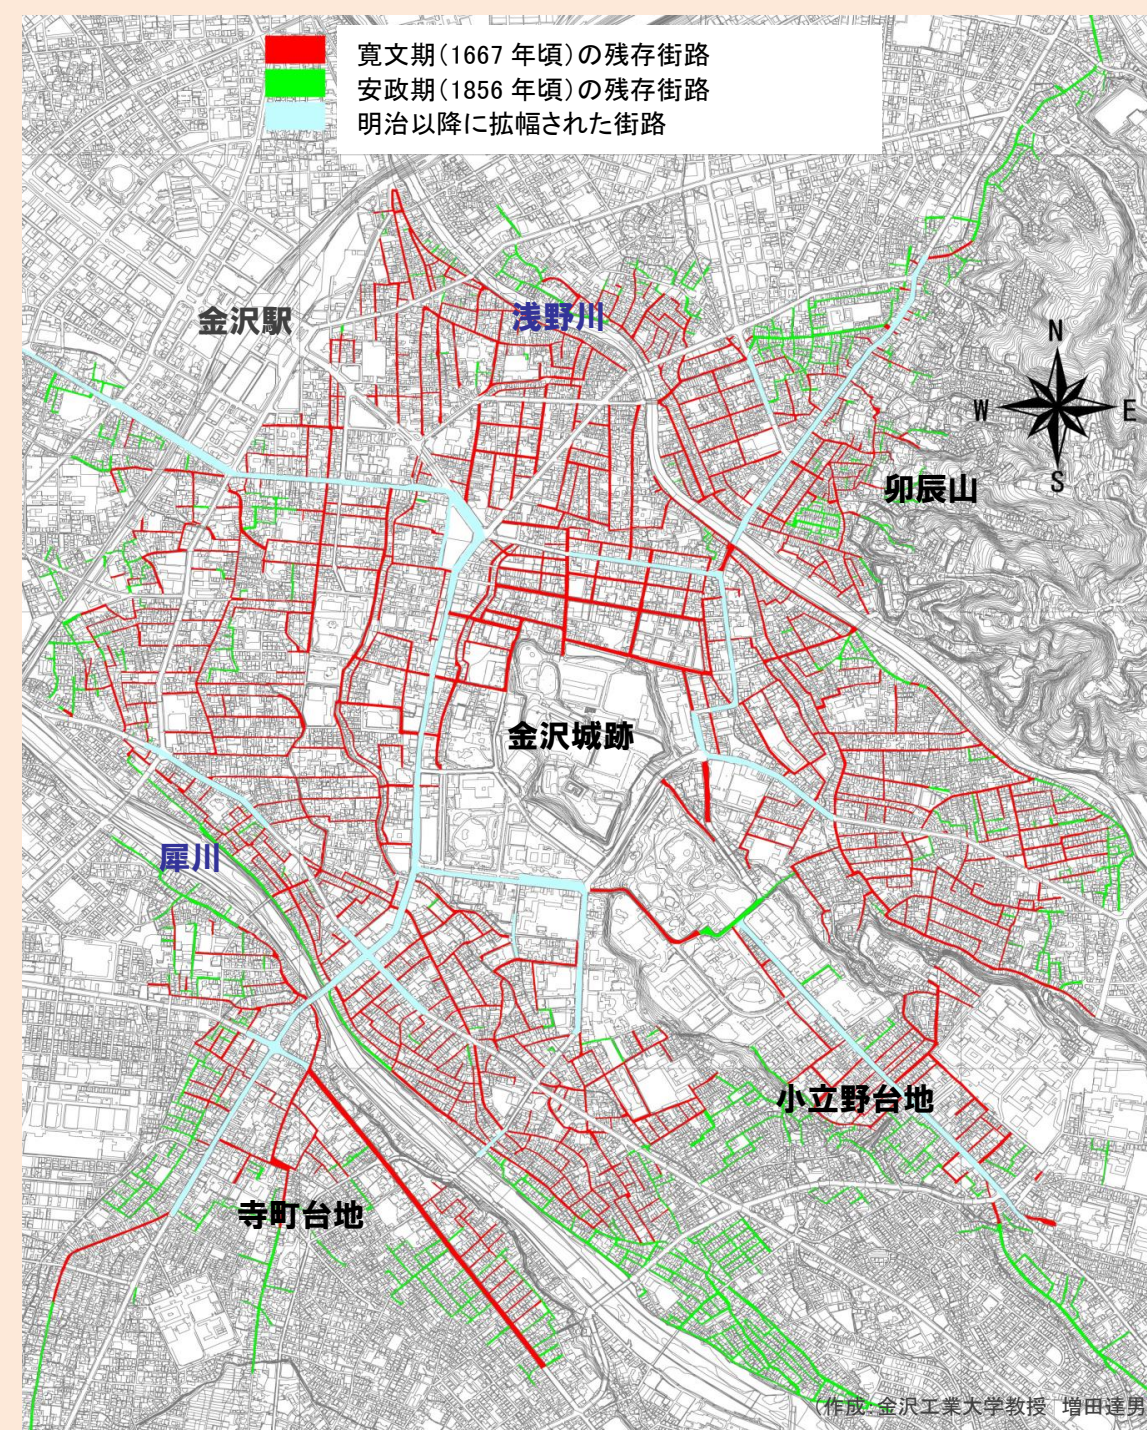 寛文期(1667 年頃)の残存街路
安政期(1856 年頃)の残存街路
明治以降に拡幅された街路
金沢駅
浅野川
N
W
E
S
卯辰山
金沢城跡
犀川
小立野台地
寺町台地
(作成:金沢工業大学教授 増田達男